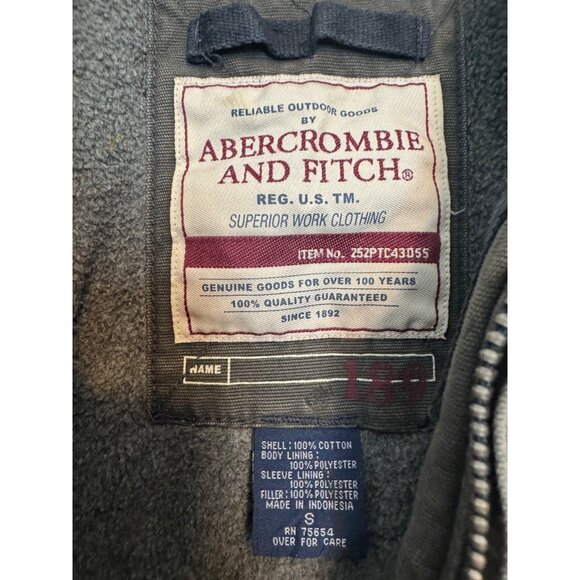 RELIABLE OUTDOOR GOODS
BY
ABERCROMBIE
AND FITCH®
REG. U.S. TM.
SUPERIOR WORK CLOTHING
ITEM No. 252PTC43055
GENUINE GOODS FOR OVER 100 YEARS
100% QUALITY GUARANTEED
SINCE 1892
NAME
SHELL: 100% COTTON
BODY LINING:
100% POLYESTER
SLEEVE LINING:
100% POLYESTER
FILLER: 100% POLYESTER
MADE IN INDONESIA
S
RN 75654
OVER FOR CARE